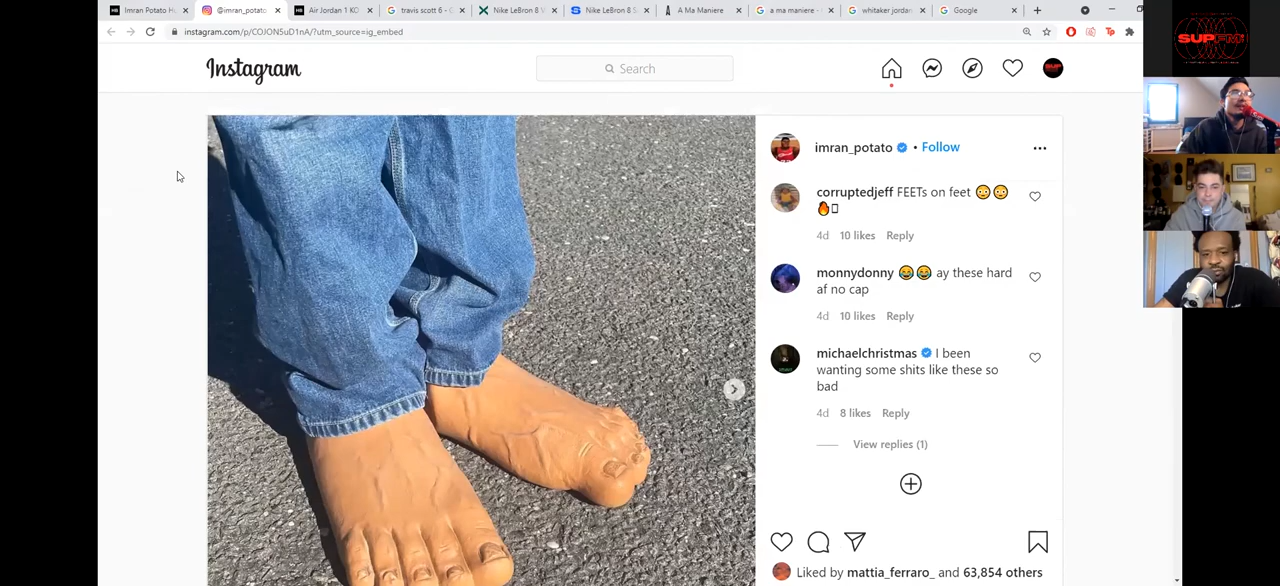 Imran Potato Hu
@imran_potato
Air Jordan 1 KO
travis scott 6 - G
Nike LeBron 8 V
Nike LeBron 8 S
A Ma Maniere
a ma maniere -
whitaker jordan
Google
instagram.com/p/COJON5uD1nA/?utm_source=ig_embed
Tp
SUPFM
Instagram
Search
imran_potato • Follow
corruptedjeff FEETs on feet 😳😳
🔥
4d 10 likes Reply
monnydonny 😂😂 ay these hard
af no cap
4d 10 likes Reply
michaelchristmas I been
wanting some shits like these so
bad
4d 8 likes Reply
View replies (1)
Liked by mattia_ferraro_ and 63,854 others